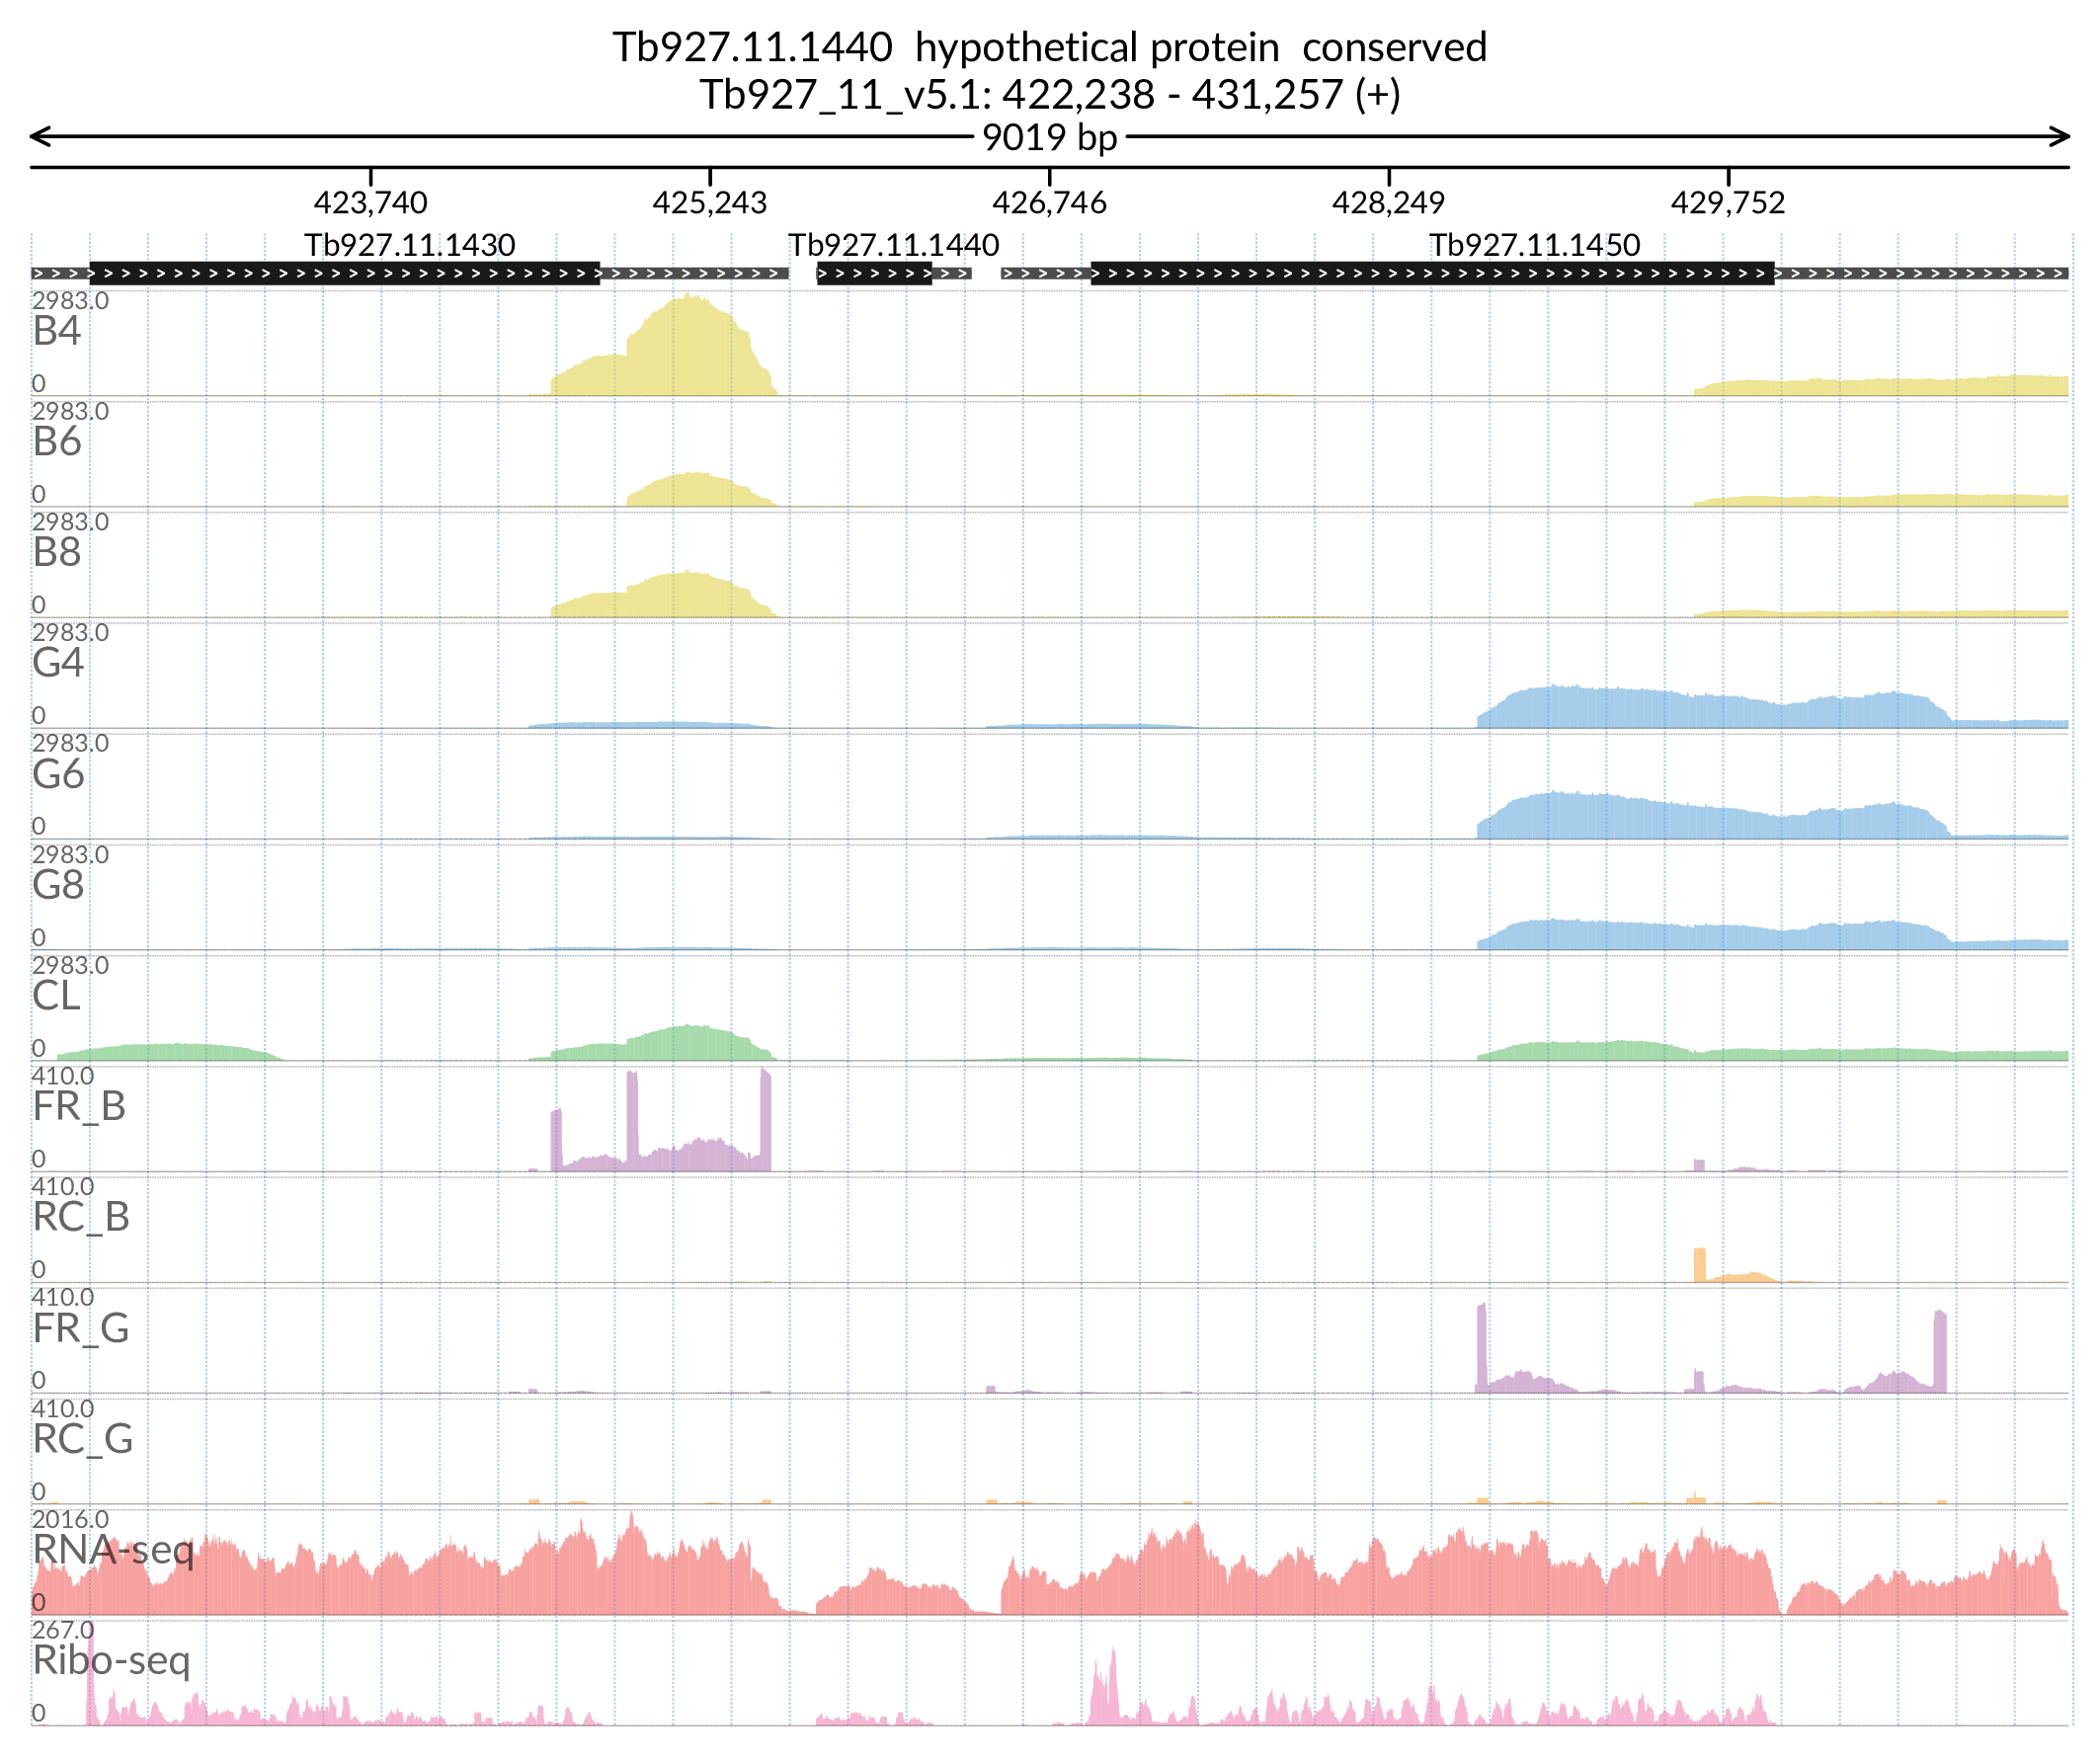 Tb927.11.1440 hypothetical protein conserved
Tb927_11_v5.1: 422,238 - 431,257 (+)
9019 bp
423,740 425,243 426,746 428,249 429,752
Tb927.11.1430 Tb927.11.1440 Tb927.11.1450
2983.0
B4
0
2983.0
B6
0
2983.0
B8
0
2983.0
G4
0
2983.0
G6
0
2983.0
G8
0
2983.0
CL
0
410.0
FR_B
0
410.0
RC_B
0
410.0
FR_G
0
410.0
RC_G
0
2016.0
RNA-seq
0
267.0
Ribo-seq
0